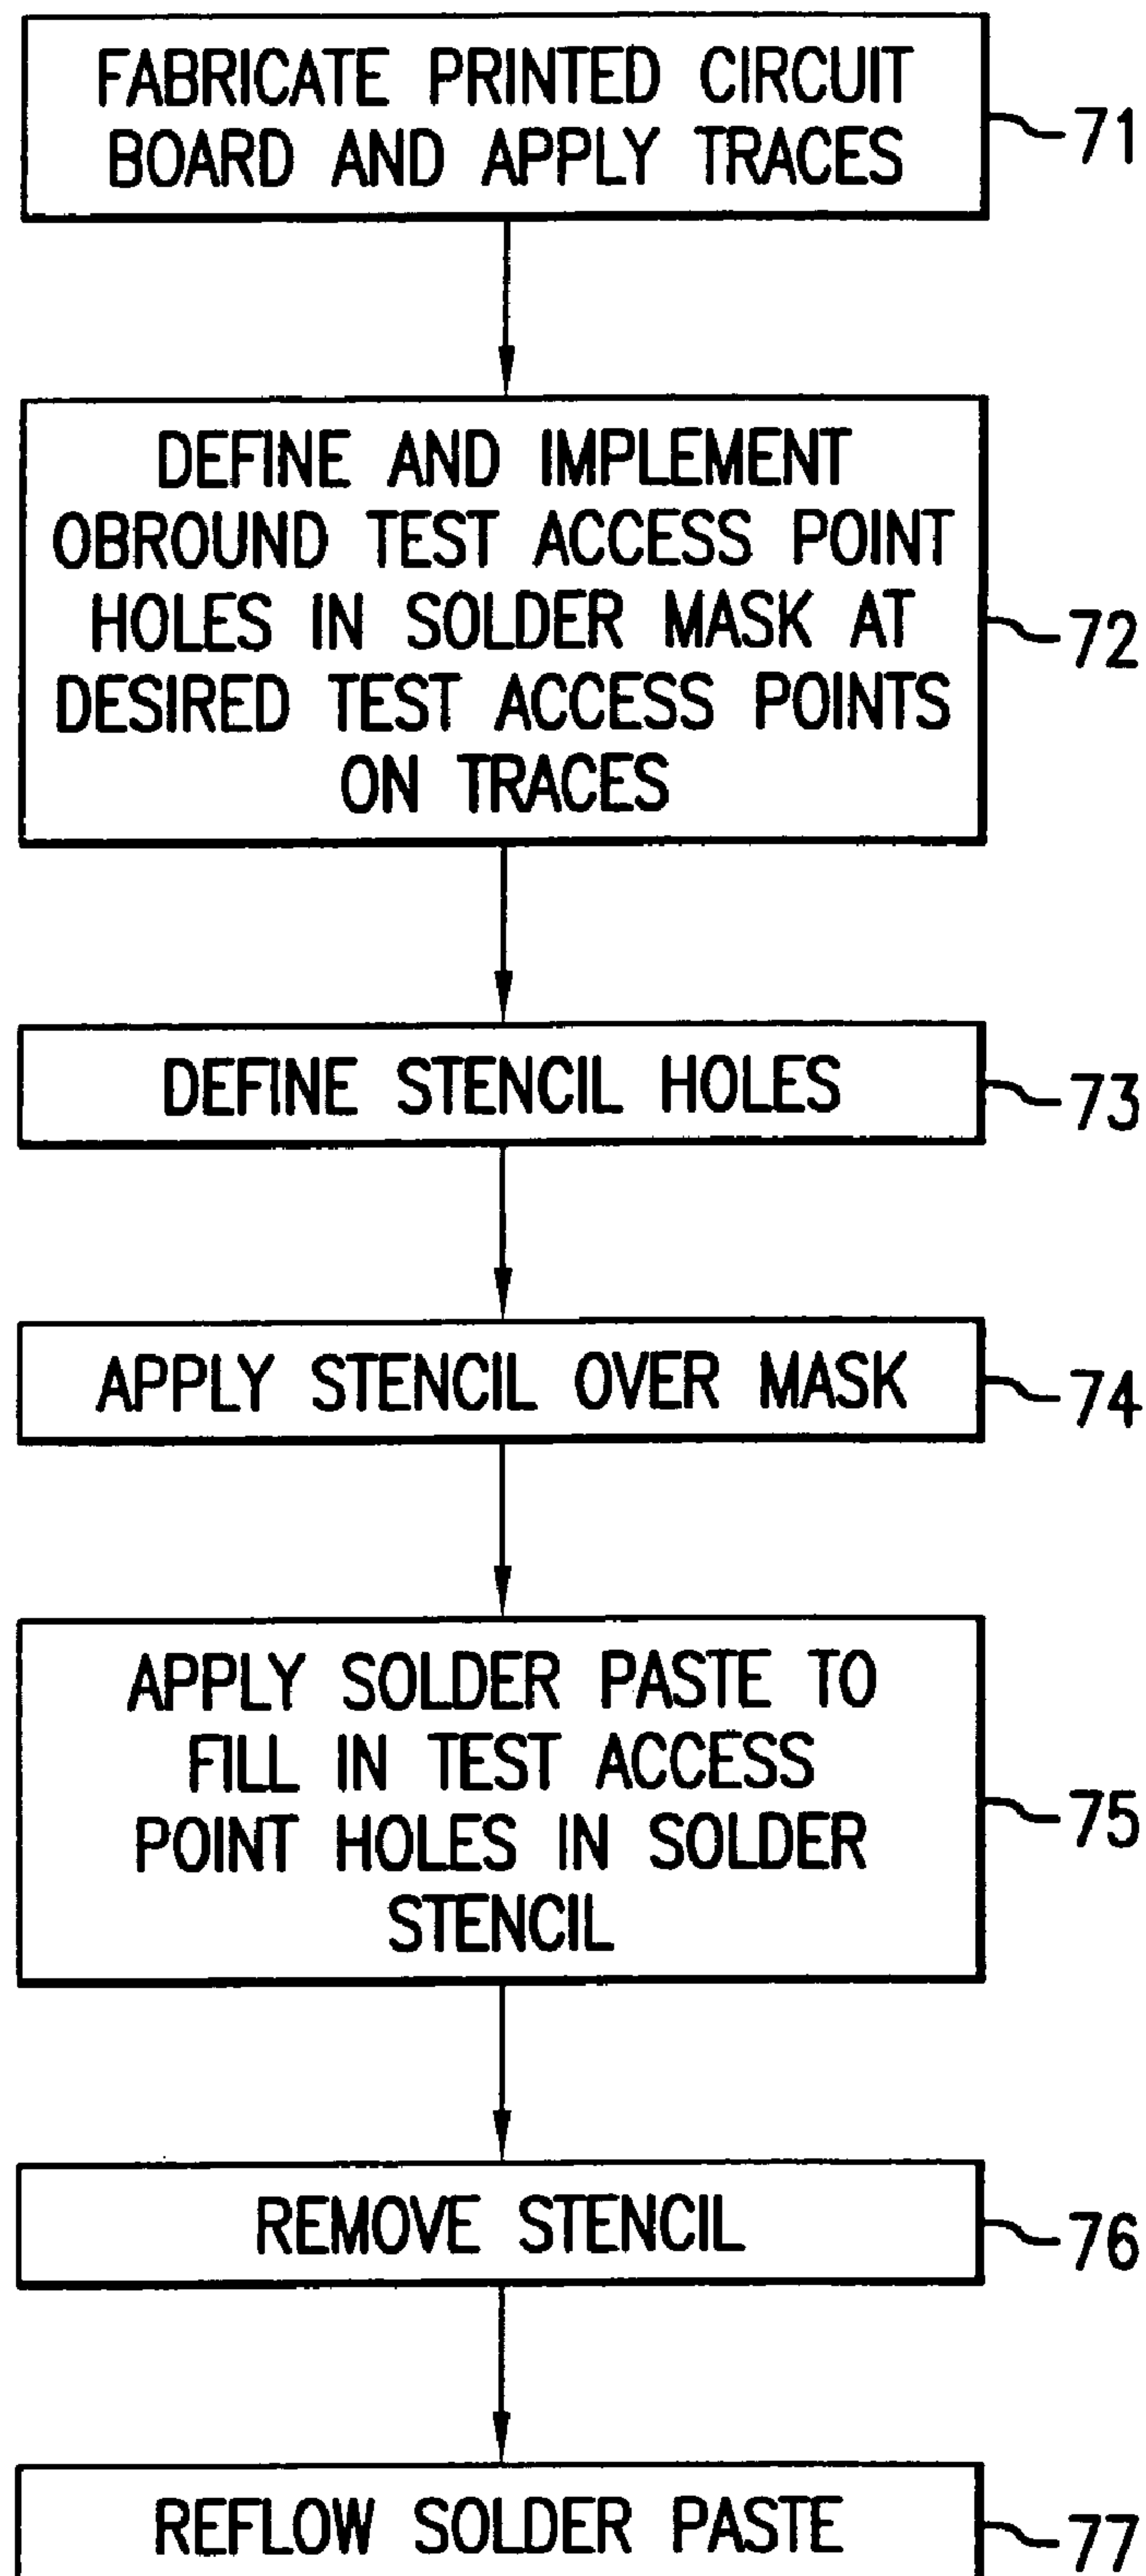 FABRICATE PRINTED CIRCUIT
BOARD AND APPLY TRACES
71
DEFINE AND IMPLEMENT
OBROUND TEST ACCESS POINT
HOLES IN SOLDER MASK AT
DESIRED TEST ACCESS POINTS
ON TRACES
72
DEFINE STENCIL HOLES
73
APPLY STENCIL OVER MASK
74
APPLY SOLDER PASTE TO
FILL IN TEST ACCESS
POINT HOLES IN SOLDER
STENCIL
75
REMOVE STENCIL
76
REFLOW SOLDER PASTE
77